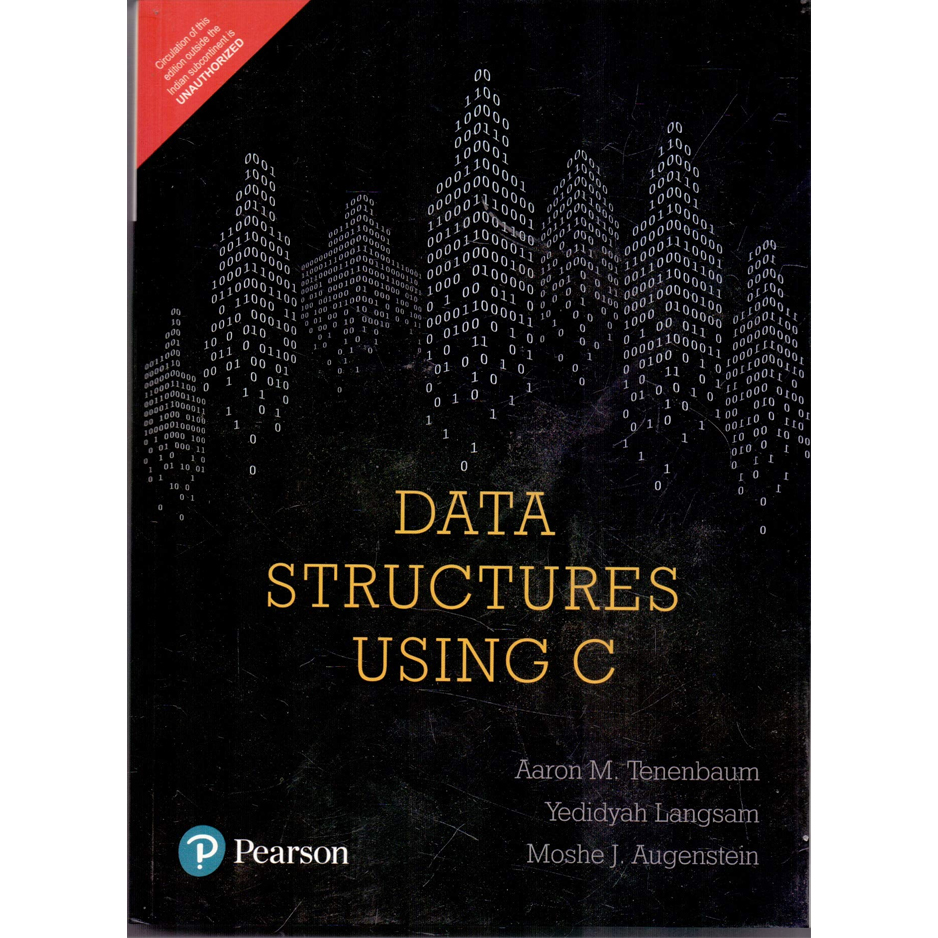 Circulation of this
edition outside the
Indian subcontinent is
UNAUTHORIZED
DATA
STRUCTURES
USING C
Aaron M. Tenenbaum
Yedidyah Langsam
Moshe J. Augenstein
Pearson